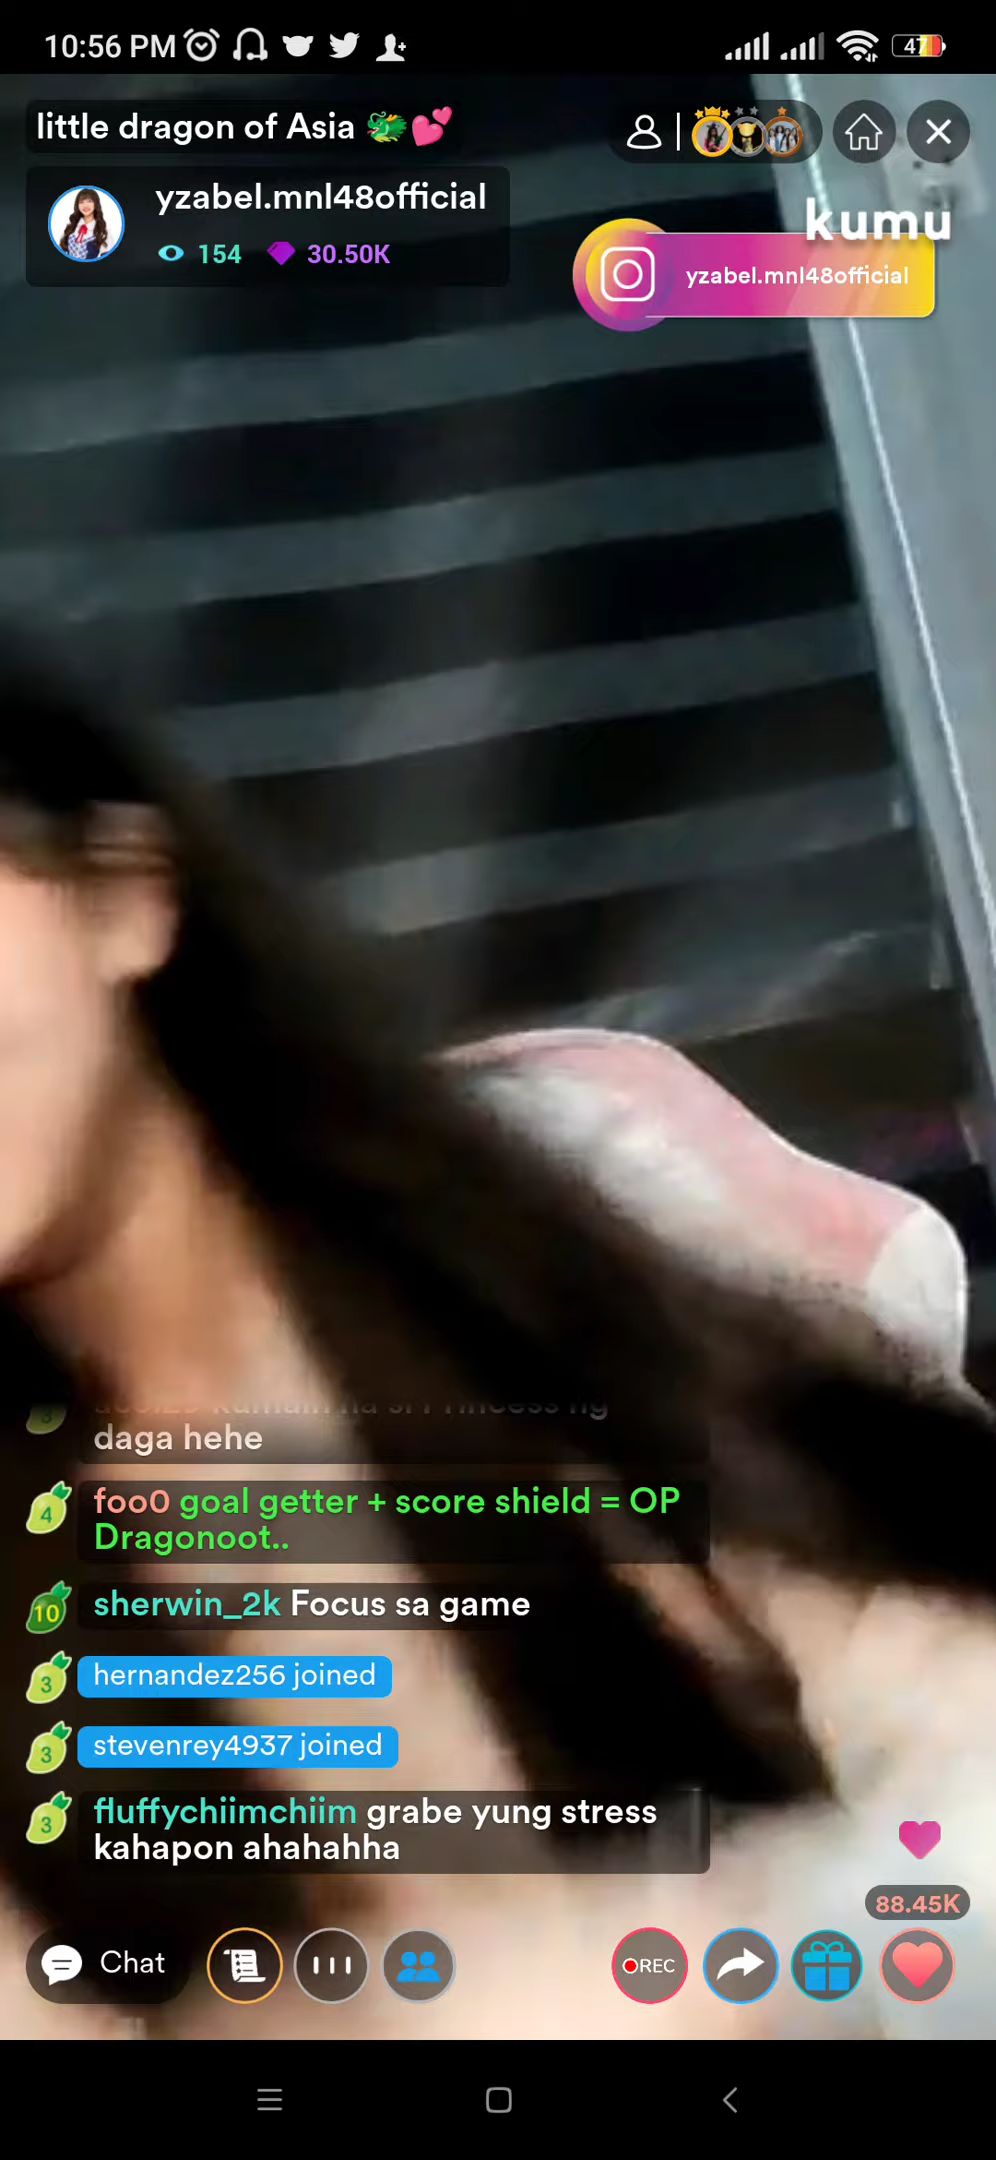 10:56 PM
47
little dragon of Asia 🐲💕
yzabel.mnl48official
154 30.50K
kumu
yzabel.mnl48official
3
daga hehe
4 foo0 goal getter + score shield = OP
Dragonoot..
10 sherwin_2k Focus sa game
3 hernandez256 joined
3 stevenrey4937 joined
3 fluffychiimchiim grabe yung stress
kahapon ahahahha
88.45K
Chat
REC